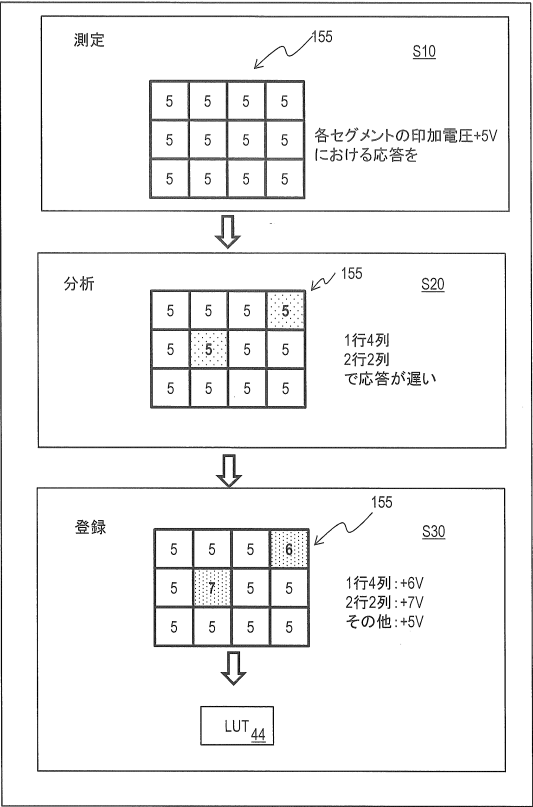 測定
155
S10
5 5 5 5
5 5 5 5
5 5 5 5
各セグメントの印加電圧+5V
における応答を
分析
155
S20
5 5 5 5
5 5 5 5
5 5 5 5
1行4列
2行2列
で応答が遅い
登録
155
S30
5 5 5 6
5 7 5 5
5 5 5 5
1行4列:+6V
2行2列:+7V
その他:+5V
LUT 44